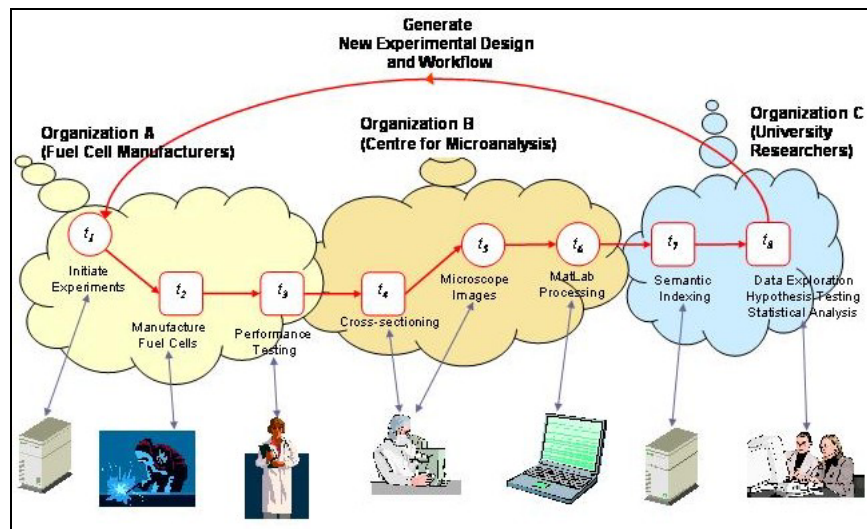 Generate
New Experimental Design
and Workflow
Organization A
(Fuel Cell Manufacturers)
Organization B
(Centre for Microanalysis)
Organization C
(University
Researchers)
t1
Initiate
Experiments
t2
Manufacture
Fuel Cells
t3
Performance
Testing
t4
Cross-sectioning
t5
Microscope
Images
t6
MatLab
Processing
t7
Semantic
Indexing
t8
Data Exploration
Hypothesis Testing
Statistical Analysis